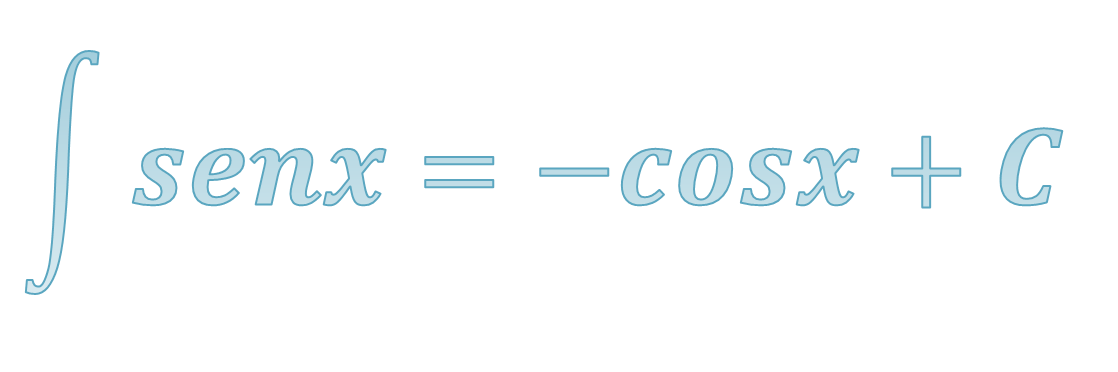 ∫ senx = −cosx + C